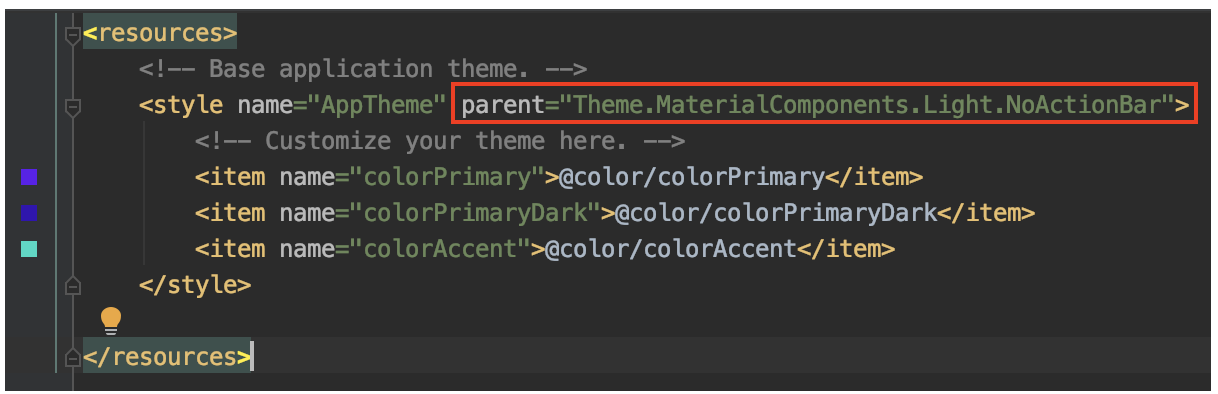 <resources>
<!-- Base application theme. -->
<style name="AppTheme" parent="Theme.MaterialComponents.Light.NoActionBar">
<!-- Customize your theme here. -->
<item name="colorPrimary">@color/colorPrimary</item>
<item name="colorPrimaryDark">@color/colorPrimaryDark</item>
<item name="colorAccent">@color/colorAccent</item>
</style>
</resources>